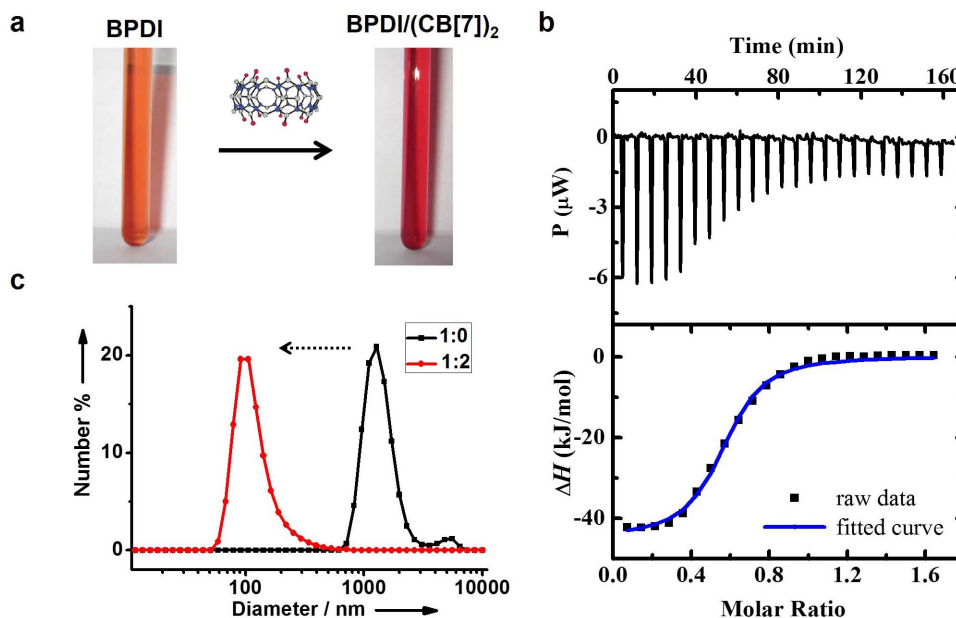 a
BPDI
BPDI/(CB[7])₂
b
Time (min)
0 40 80 120 160
0
-3
-6
P (µW)
0
-20
-40
ΔH (kJ/mol)
raw data
fitted curve
0.0 0.4 0.8 1.2 1.6
Molar Ratio
c
1:0
1:2
20
10
0
Number %
100 1000 10000
Diameter / nm